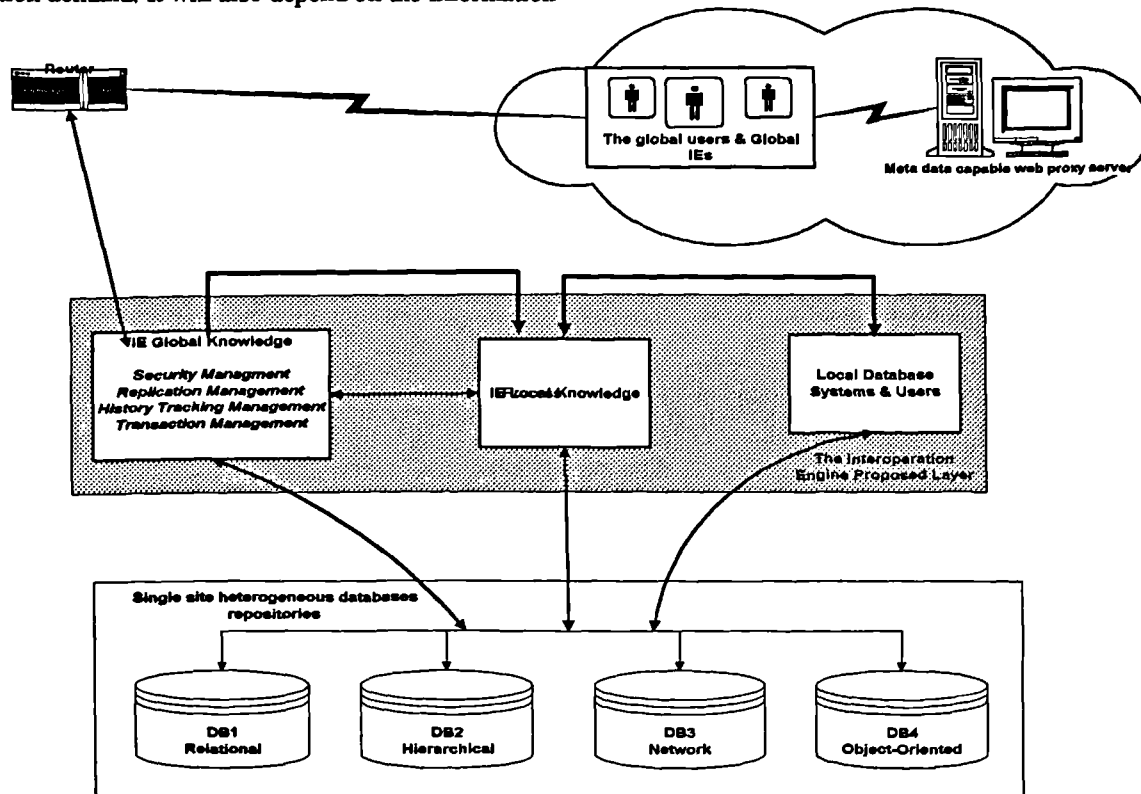 Router
The global users & Global
IEs
Meta data capable web proxy server
IE Global Knowledge
Security Managment
Replication Management
History Tracking Management
Transaction Management
Knowledge
Local Database
Systems & Users
The Interoperation
Engine Proposed Layer
Single site heterogeneous databases
repositories
DB1
Relational
DB2
Hierarchical
DB3
Network
DB4
Object-Oriented